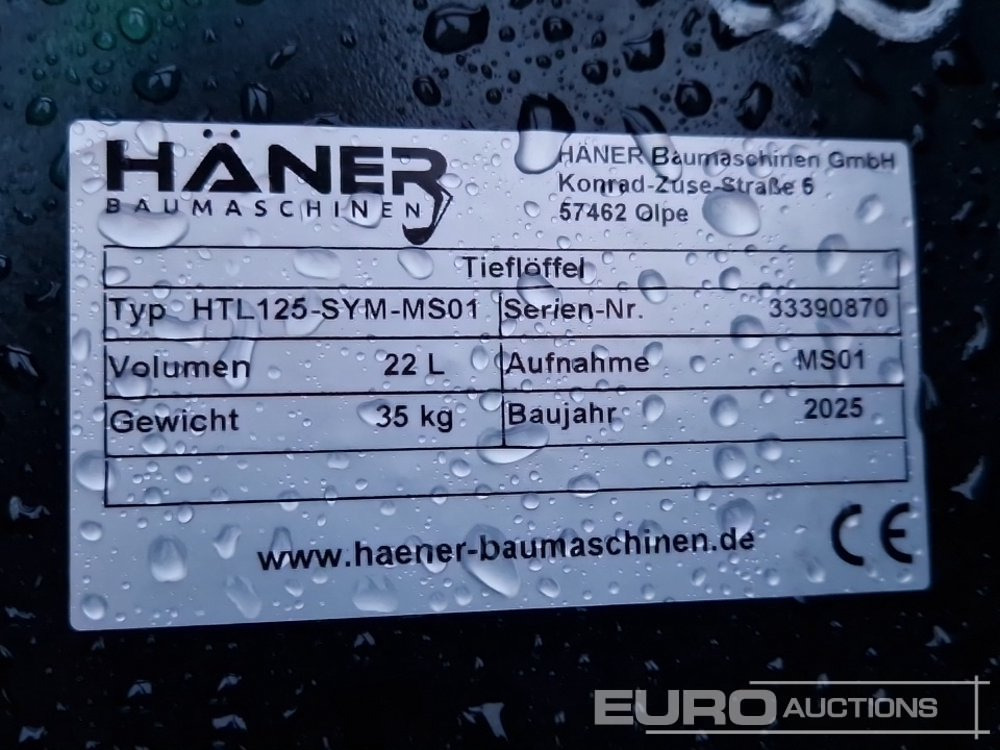 HÄNER
BAUMASCHINEN
HÄNER Baumaschinen GmbH
Konrad-Zuse-Straße 5
57462 Olpe
Tieflöffel
Typ HTL125-SYM-MS01 Serien-Nr. 33390870
Volumen 22 L Aufnahme MS01
Gewicht 35 kg Baujahr 2025
www.haener-baumaschinen.de CE
EURO AUCTIONS